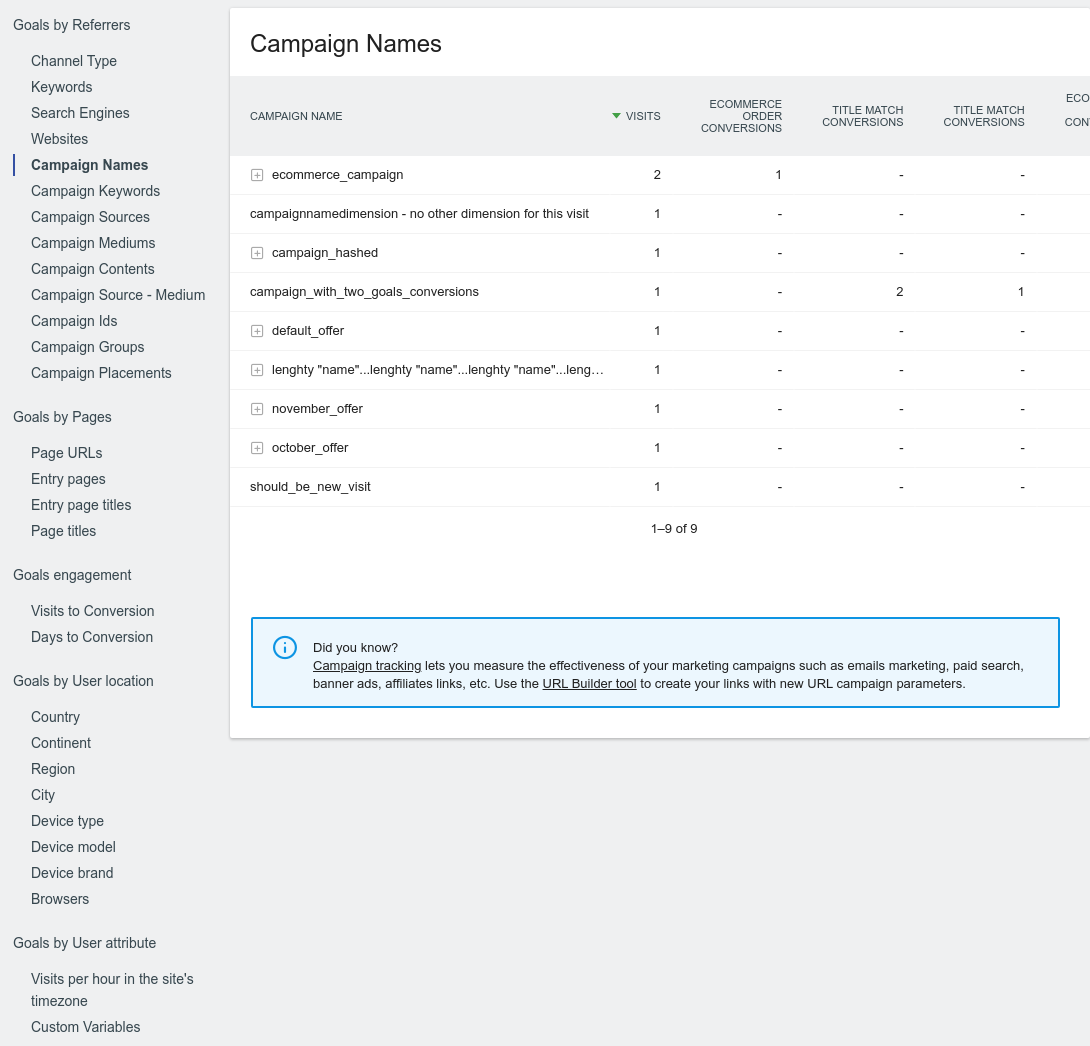 Goals by Referrers
Channel Type
Keywords
Search Engines
Websites
Campaign Names
Campaign Keywords
Campaign Sources
Campaign Mediums
Campaign Contents
Campaign Source - Medium
Campaign Ids
Campaign Groups
Campaign Placements
Goals by Pages
Page URLs
Entry pages
Entry page titles
Page titles
Goals engagement
Visits to Conversion
Days to Conversion
Goals by User location
Country
Continent
Region
City
Device type
Device model
Device brand
Browsers
Goals by User attribute
Visits per hour in the site's
timezone
Custom Variables
Campaign Names
CAMPAIGN NAME
VISITS
ECOMMERCE
ORDER
CONVERSIONS
TITLE MATCH
CONVERSIONS
TITLE MATCH
CONVERSIONS
ECO
CON
ecommerce_campaign 2 1 - -
campaignnamedimension - no other dimension for this visit 1 - - -
campaign_hashed 1 - - -
campaign_with_two_goals_conversions 1 - 2 1
default_offer 1 - - -
lenghty "name"...lenghty "name"...lenghty "name"...leng… 1 - - -
november_offer 1 - - -
october_offer 1 - - -
should_be_new_visit 1 - - -
1–9 of 9
Did you know?
Campaign tracking lets you measure the effectiveness of your marketing campaigns such as emails marketing, paid search,
banner ads, affiliates links, etc. Use the URL Builder tool to create your links with new URL campaign parameters.